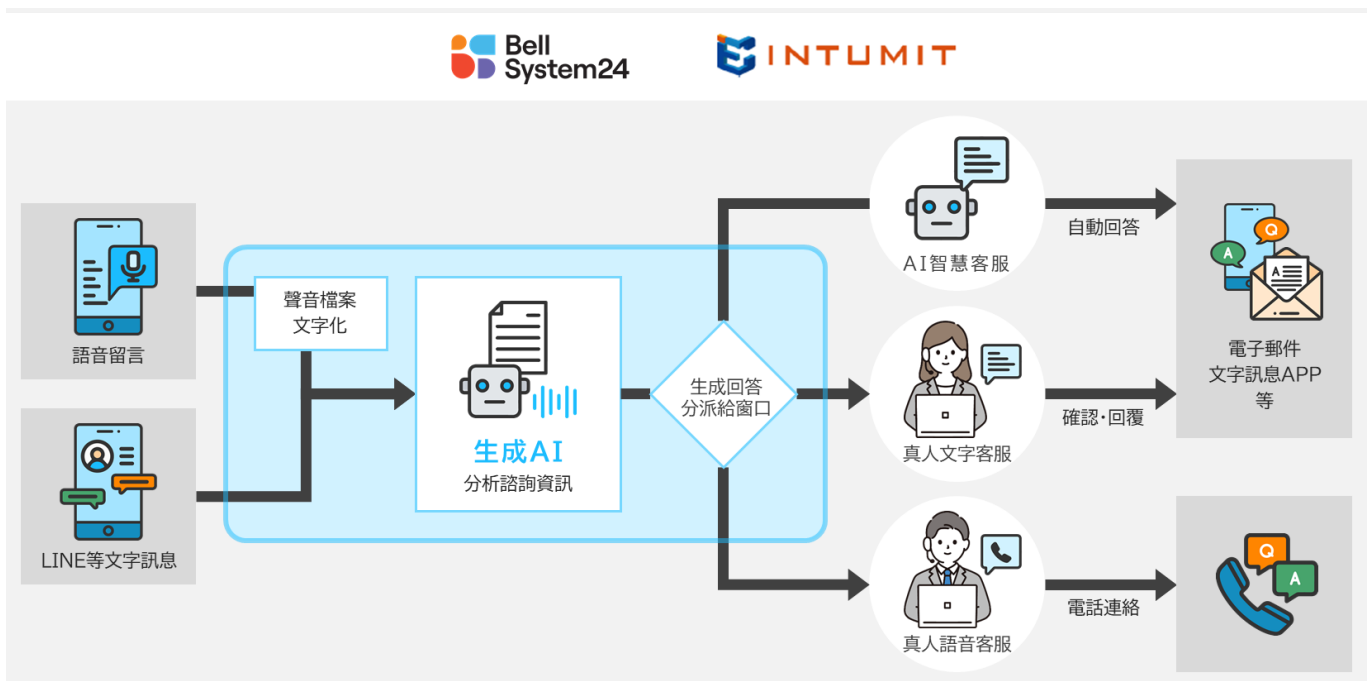 Bell
System24
INTUMIT
語音留言
LINE等文字訊息
聲音檔案
文字化
生成AI
分析諮詢資訊
生成回答
分派給窗口
AI智慧客服
自動回答
真人文字客服
確認·回覆
真人語音客服
電話連絡
Q
A
A
電子郵件
文字訊息APP
等
Q
A